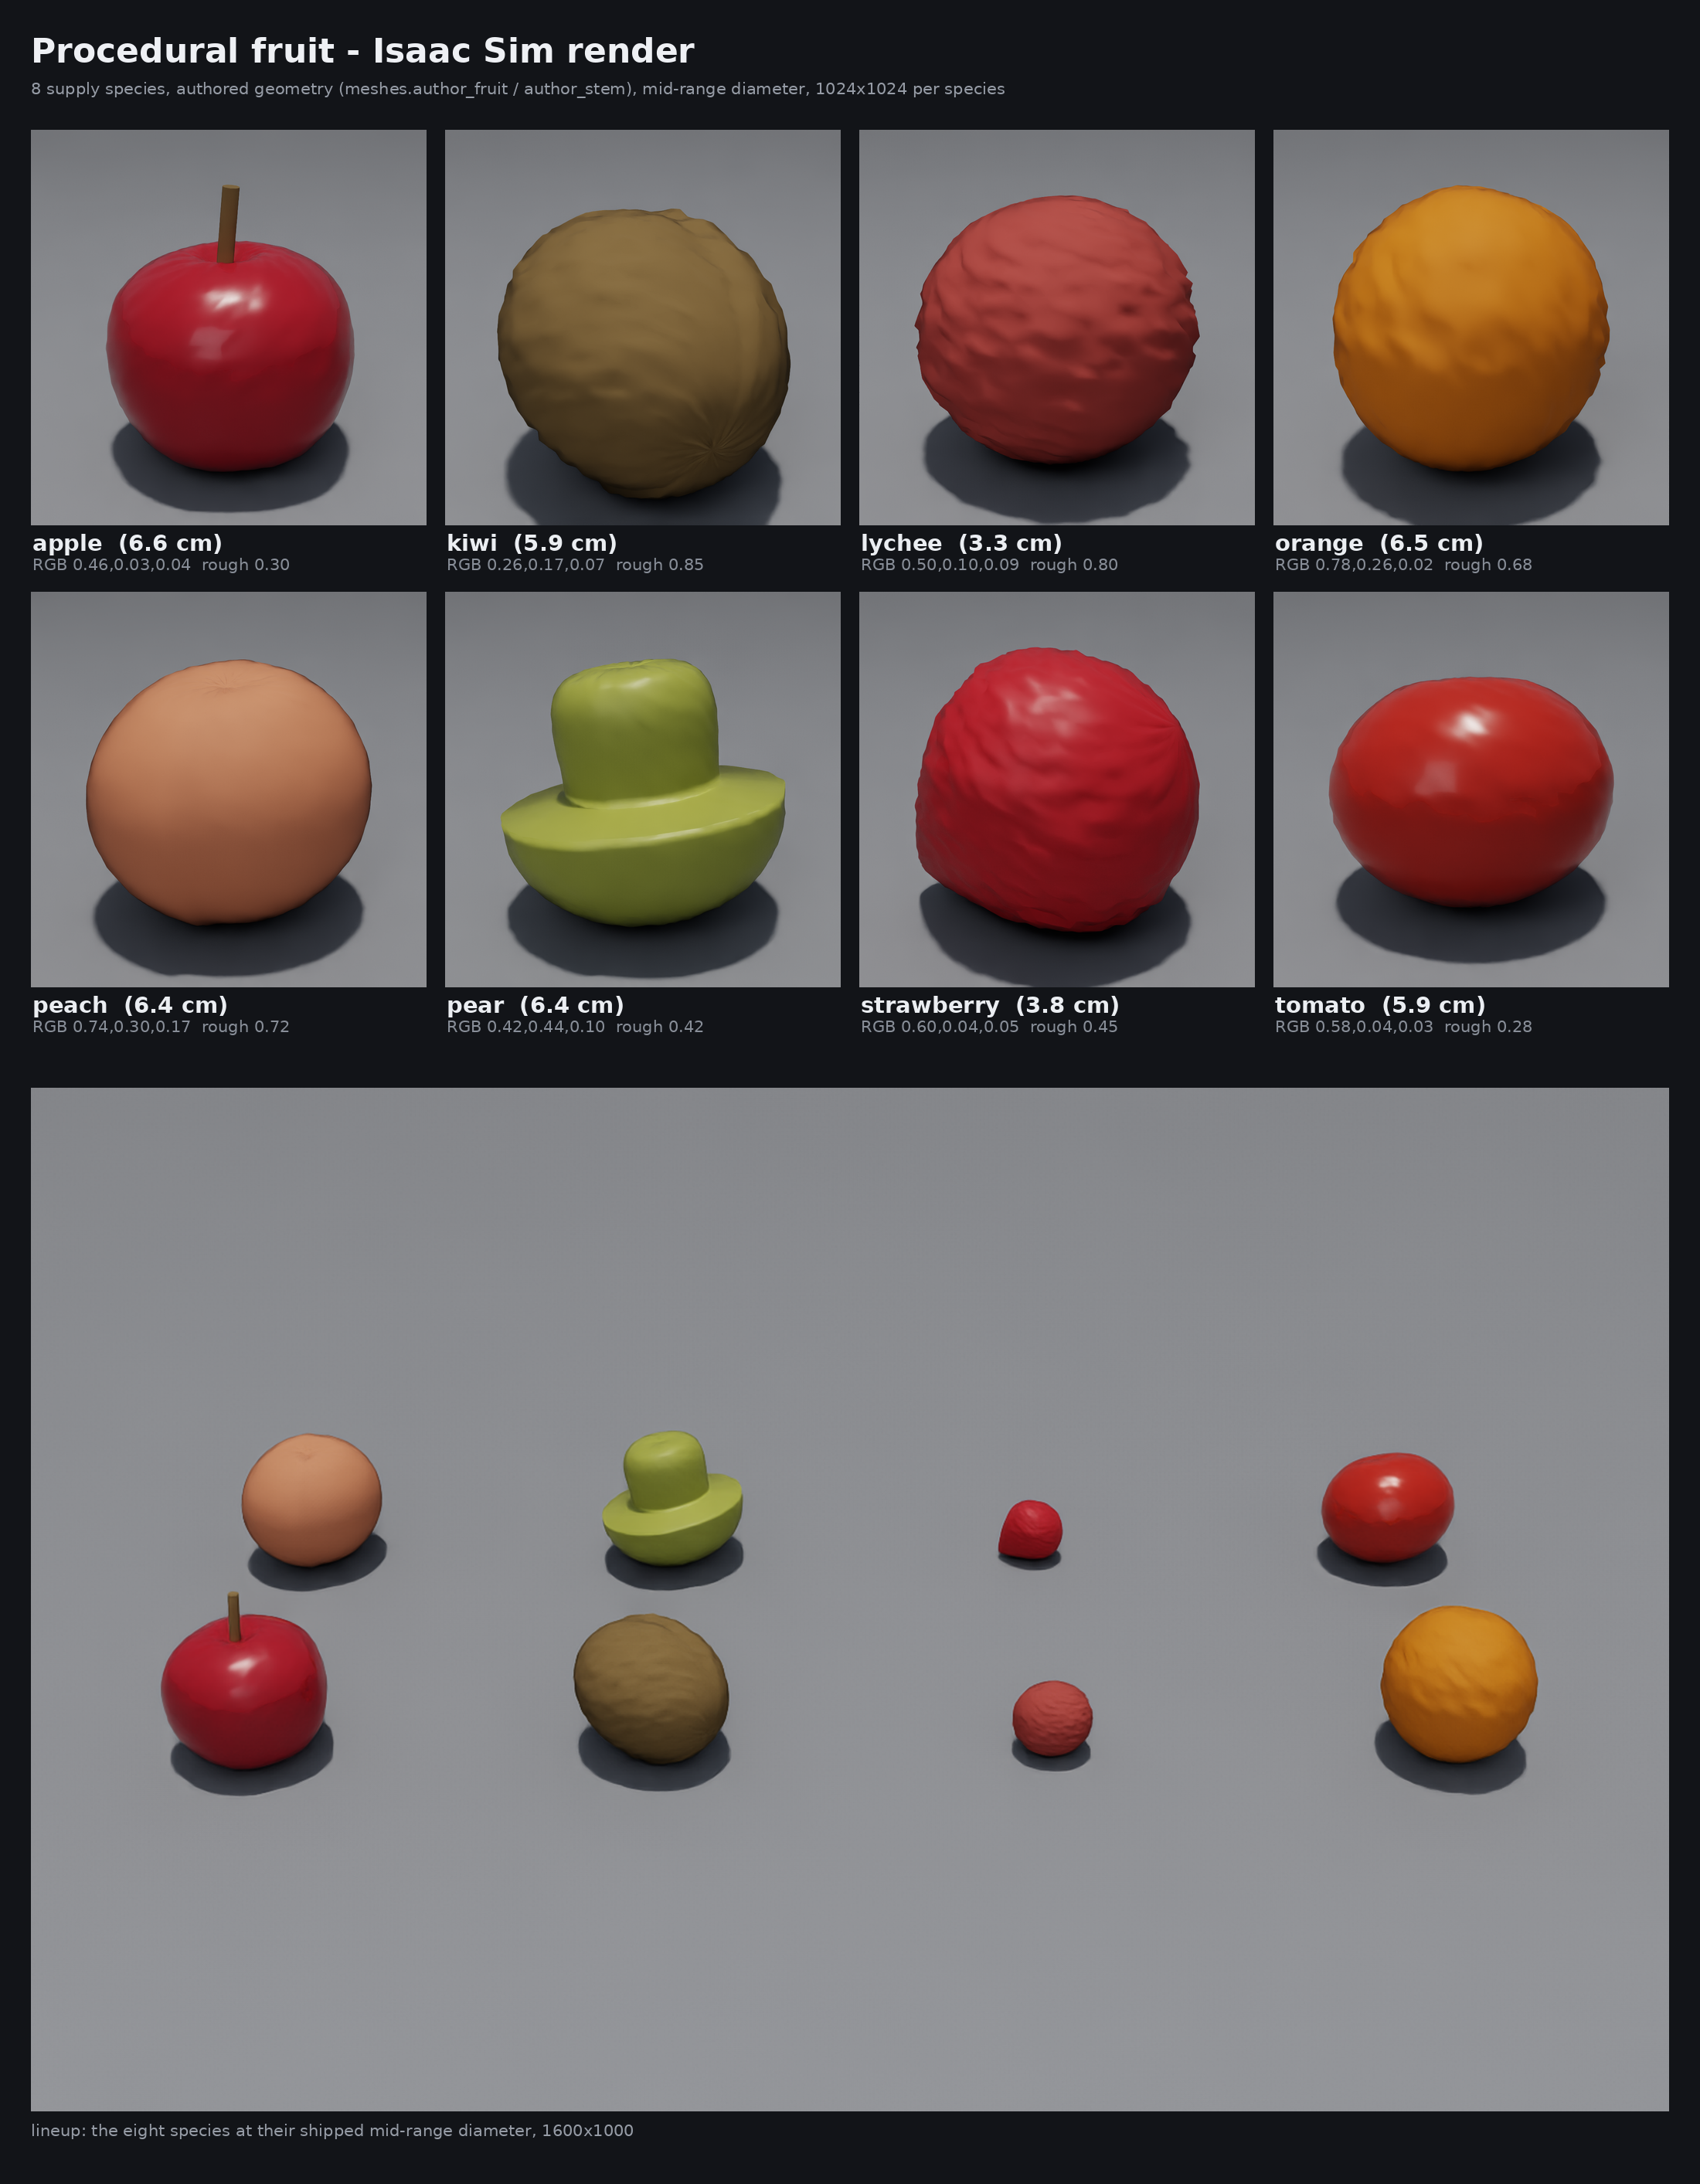 Procedural fruit - Isaac Sim render
8 supply species, authored geometry (meshes.author_fruit / author_stem), mid-range diameter, 1024x1024 per species
apple (6.6 cm)
RGB 0.46,0.03,0.04 rough 0.30
kiwi (5.9 cm)
RGB 0.26,0.17,0.07 rough 0.85
lychee (3.3 cm)
RGB 0.50,0.10,0.09 rough 0.80
orange (6.5 cm)
RGB 0.78,0.26,0.02 rough 0.68
peach (6.4 cm)
RGB 0.74,0.30,0.17 rough 0.72
pear (6.4 cm)
RGB 0.42,0.44,0.10 rough 0.42
strawberry (3.8 cm)
RGB 0.60,0.04,0.05 rough 0.45
tomato (5.9 cm)
RGB 0.58,0.04,0.03 rough 0.28
lineup: the eight species at their shipped mid-range diameter, 1600x1000